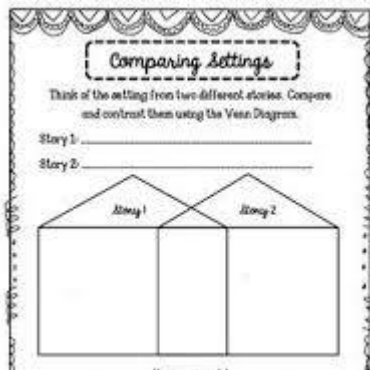 Comparing Settings
Think of the setting from two different stories. Compare
and contrast them using the Venn Diagram.
Story 1:
Story 2:
Story 1 Story 2